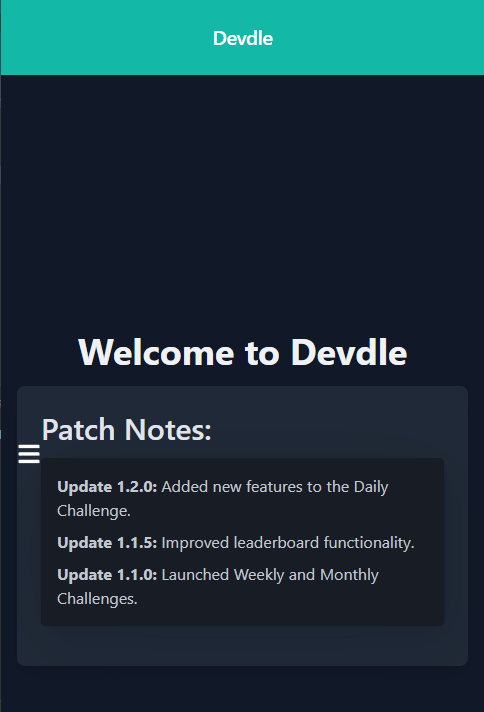 Devdle
Welcome to Devdle
Patch Notes:
Update 1.2.0: Added new features to the Daily
Challenge.
Update 1.1.5: Improved leaderboard functionality.
Update 1.1.0: Launched Weekly and Monthly
Challenges.